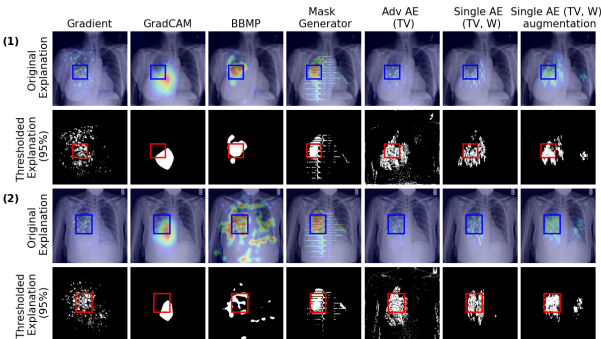 Gradient GradCAM BBMP Mask Generator Adv AE (TV) Single AE (TV, W) Single AE (TV, W) augmentation
(1)
Original Explanation
Thresholded Explanation (95%)
(2)
Original Explanation
Thresholded Explanation (95%)